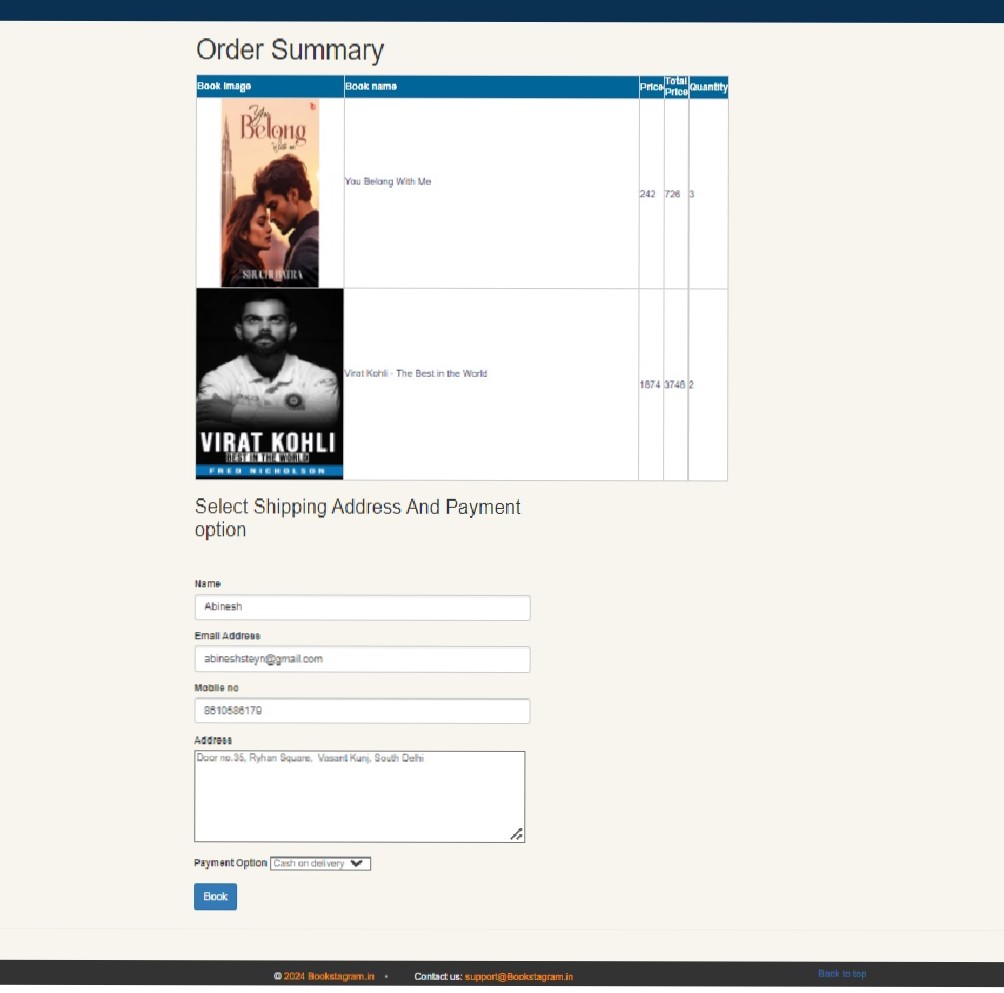 Order Summary
Book Image Book name Price Total Price Quantity
You
Belong
With me
SHUCHI BATRA
You Belong With Me 242 726 3
VIRAT KOHLI
BEST IN THE WORLD
FRED NICHOLSON
Virat Kohli - The Best in the World 1874 3748 2
Select Shipping Address And Payment
option
Name
Abinesh
Email Address
abineshsteyn@gmail.com
Mobile no
8610586179
Address
Door no.35, Ryhan Square, Vasant Kunj, South Delhi
Payment Option Cash on delivery
Book
© 2024 Bookstagram.in • Contact us: support@Bookstagram.in Back to top